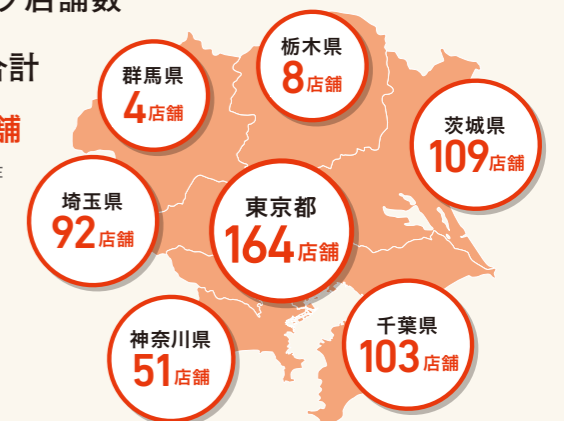 店舗数
合計
舗
栃木県
8店舗
群馬県
4店舗
茨城県
109店舗
埼玉県
92店舗
東京都
164店舗
千葉県
103店舗
神奈川県
51店舗